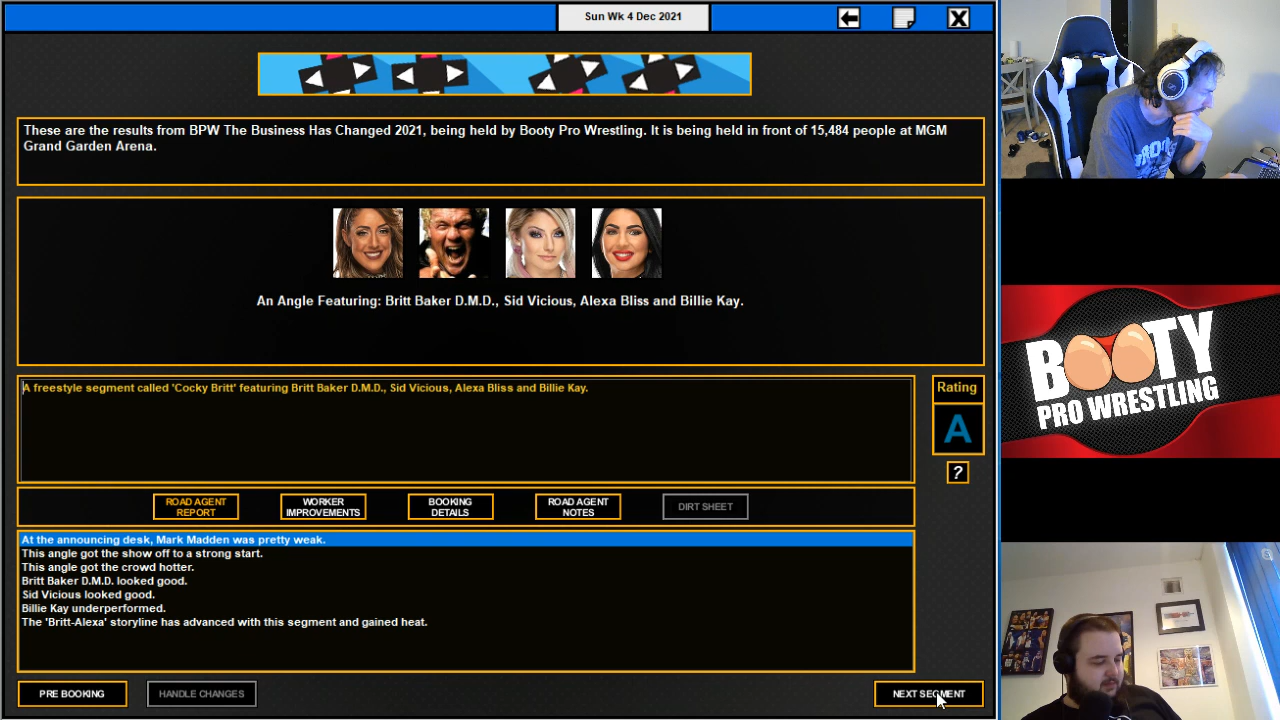 Sun Wk 4 Dec 2021
These are the results from BPW The Business Has Changed 2021, being held by Booty Pro Wrestling. It is being held in front of 15,484 people at MGM
Grand Garden Arena.
An Angle Featuring: Britt Baker D.M.D., Sid Vicious, Alexa Bliss and Billie Kay.
A freestyle segment called 'Cocky Britt' featuring Britt Baker D.M.D., Sid Vicious, Alexa Bliss and Billie Kay.
Rating
A
?
ROAD AGENT
REPORT
WORKER
IMPROVEMENTS
BOOKING
DETAILS
ROAD AGENT
NOTES
DIRT SHEET
At the announcing desk, Mark Madden was pretty weak.
This angle got the show off to a strong start.
This angle got the crowd hotter.
Britt Baker D.M.D. looked good.
Sid Vicious looked good.
Billie Kay underperformed.
The 'Britt-Alexa' storyline has advanced with this segment and gained heat.
PRE BOOKING
HANDLE CHANGES
NEXT SEGMENT
BOOTY
PRO WRESTLING